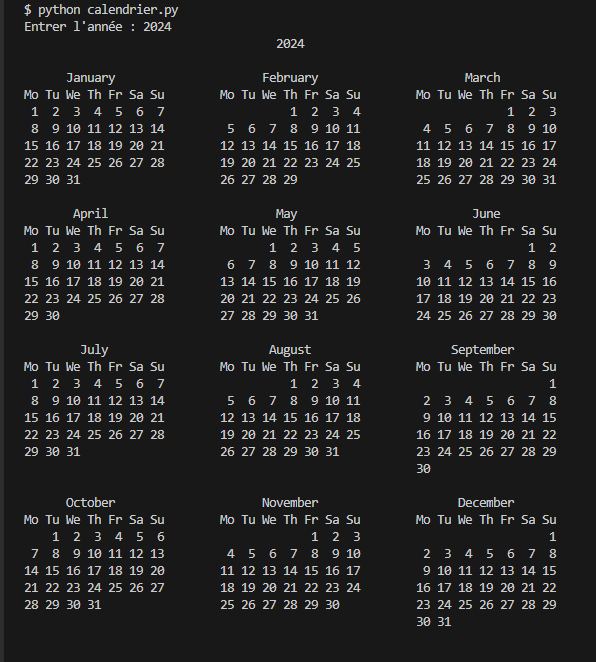 $ python calendrier.py
Entrer l'année : 2024
                                  2024

      January                   February                   March
Mo Tu We Th Fr Sa Su      Mo Tu We Th Fr Sa Su      Mo Tu We Th Fr Sa Su
 1  2  3  4  5  6  7                1  2  3  4                   1  2  3
 8  9 10 11 12 13 14       5  6  7  8  9 10 11       4  5  6  7  8  9 10
15 16 17 18 19 20 21      12 13 14 15 16 17 18      11 12 13 14 15 16 17
22 23 24 25 26 27 28      19 20 21 22 23 24 25      18 19 20 21 22 23 24
29 30 31                  26 27 28 29               25 26 27 28 29 30 31

       April                      May                       June
Mo Tu We Th Fr Sa Su      Mo Tu We Th Fr Sa Su      Mo Tu We Th Fr Sa Su
 1  2  3  4  5  6  7             1  2  3  4  5                      1  2
 8  9 10 11 12 13 14       6  7  8  9 10 11 12       3  4  5  6  7  8  9
15 16 17 18 19 20 21      13 14 15 16 17 18 19      10 11 12 13 14 15 16
22 23 24 25 26 27 28      20 21 22 23 24 25 26      17 18 19 20 21 22 23
29 30                     27 28 29 30 31            24 25 26 27 28 29 30

        July                     August                  September
Mo Tu We Th Fr Sa Su      Mo Tu We Th Fr Sa Su      Mo Tu We Th Fr Sa Su
 1  2  3  4  5  6  7                1  2  3  4                         1
 8  9 10 11 12 13 14       5  6  7  8  9 10 11       2  3  4  5  6  7  8
15 16 17 18 19 20 21      12 13 14 15 16 17 18       9 10 11 12 13 14 15
22 23 24 25 26 27 28      19 20 21 22 23 24 25      16 17 18 19 20 21 22
29 30 31                  26 27 28 29 30 31         23 24 25 26 27 28 29
                                                    30

      October                   November                  December
Mo Tu We Th Fr Sa Su      Mo Tu We Th Fr Sa Su      Mo Tu We Th Fr Sa Su
    1  2  3  4  5  6                   1  2  3                         1
 7  8  9 10 11 12 13       4  5  6  7  8  9 10       2  3  4  5  6  7  8
14 15 16 17 18 19 20      11 12 13 14 15 16 17       9 10 11 12 13 14 15
21 22 23 24 25 26 27      18 19 20 21 22 23 24      16 17 18 19 20 21 22
28 29 30 31               25 26 27 28 29 30         23 24 25 26 27 28 29
                                                    30 31